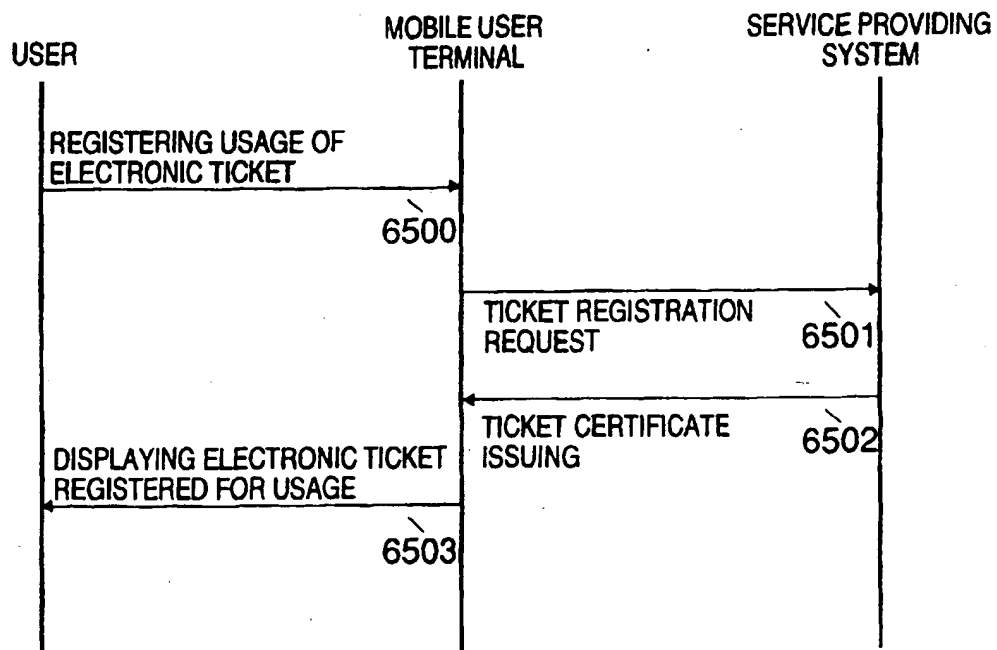 USER
MOBILE USER
TERMINAL
SERVICE PROVIDING
SYSTEM
REGISTERING USAGE OF
ELECTRONIC TICKET
6500
TICKET REGISTRATION
REQUEST
6501
TICKET CERTIFICATE
ISSUING
6502
DISPLAYING ELECTRONIC TICKET
REGISTERED FOR USAGE
6503